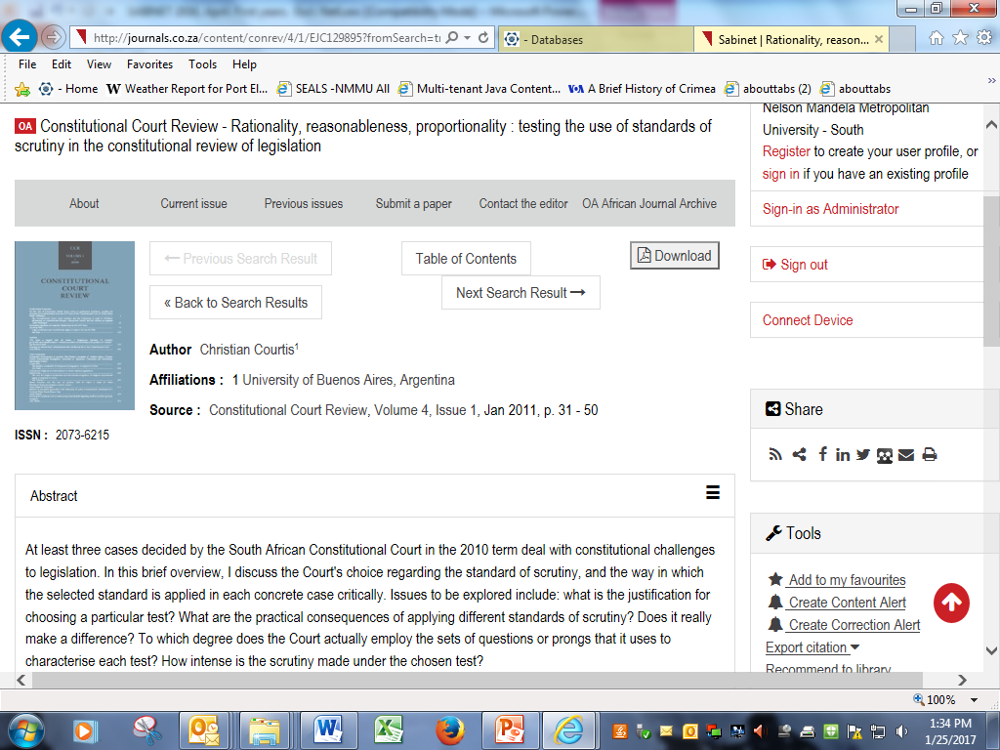 http://journals.co.za/content/conrev/4/1/EJC129895?fromSearch=t
- Databases
Sabinet | Rationality, reason...
File Edit View Favorites Tools Help
- Home
W Weather Report for Port El...
SEALS -NMMU All
Multi-tenant Java Content...
VOA A Brief History of Crimea
abouttabs (2)
abouttabs
»
OA Constitutional Court Review - Rationality, reasonableness, proportionality : testing the use of standards of
scrutiny in the constitutional review of legislation
About Current issue Previous issues Submit a paper Contact the editor OA African Journal Archive
CONSTITUTIONAL
COURT
REVIEW
← Previous Search Result
Table of Contents
Download
« Back to Search Results
Next Search Result →
Author Christian Courtis¹
Affiliations : 1 University of Buenos Aires, Argentina
Source : Constitutional Court Review, Volume 4, Issue 1, Jan 2011, p. 31 - 50
ISSN : 2073-6215
Abstract
At least three cases decided by the South African Constitutional Court in the 2010 term deal with constitutional challenges
to legislation. In this brief overview, I discuss the Court's choice regarding the standard of scrutiny, and the way in which
the selected standard is applied in each concrete case critically. Issues to be explored include: what is the justification for
choosing a particular test? What are the practical consequences of applying different standards of scrutiny? Does it really
make a difference? To which degree does the Court actually employ the sets of questions or prongs that it uses to
characterise each test? How intense is the scrutiny made under the chosen test?
Nelson Mandela Metropolitan
University - South
Register to create your user profile, or
sign in if you have an existing profile
Sign-in as Administrator
Sign out
Connect Device
Share
Tools
Add to my favourites
Create Content Alert
Create Correction Alert
Export citation
Recommend to library
100%
1:34 PM
1/25/2017